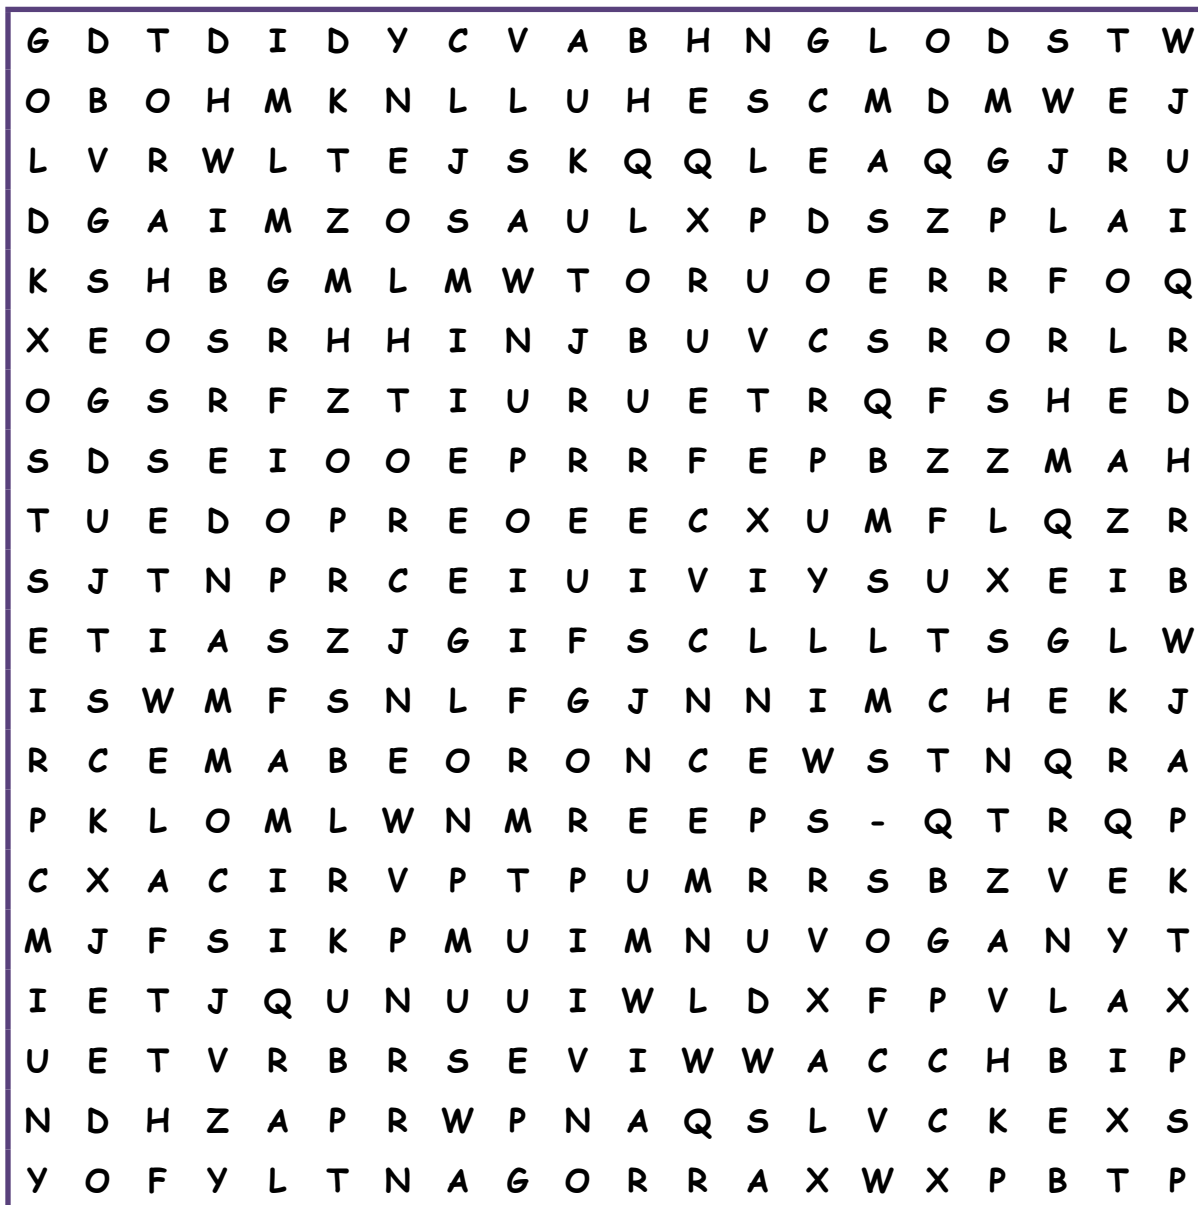 G D T D I D Y C V A B H N G L O D S T W
O B O H M K N L L U H E S C M D M W E J
L V R W L T E J S K Q Q L E A Q G J R U
D G A I M Z O S A U L X P D S Z P L A I
K S H B G M L M W T O R U O E R R F O Q
X E O S R H H I N J B U V C S R O R L R
O G S R F Z T I U R U E T R Q F S H E D
S D S E I O O E P R R F E P B Z Z M A H
T U E D O P R E O E E C X U M F L Q Z R
S J T N P R C E I U I V I Y S U X E I B
E T I A S Z J G I F S C L L L T S G L W
I S W M F S N L F G J N N I M C H E K J
R C E M A B E O R O N C E W S T N Q R A
P K L O M L W N M R E E P S - Q T R Q P
C X A C I R V P T P U M R R S B Z V E K
M J F S I K P M U I M N U V O G A N Y T
I E T J Q U N U U I W L D X F P V L A X
U E T V R B R S E V I W W A C C H B I P
N D H Z A P R W P N A Q S L V C K E X S
Y O F Y L T N A G O R R A X W X P B T P